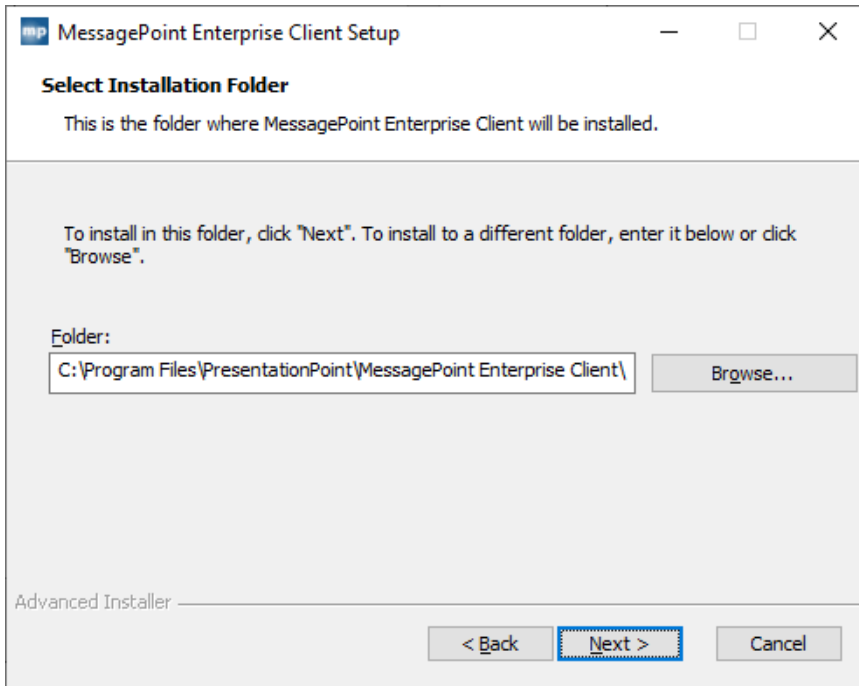 mp MessagePoint Enterprise Client Setup
Select Installation Folder
This is the folder where MessagePoint Enterprise Client will be installed.
To install in this folder, click "Next". To install to a different folder, enter it below or click
"Browse".
Folder:
C:\Program Files\PresentationPoint\MessagePoint Enterprise Client\ Browse...
Advanced Installer
< Back Next > Cancel